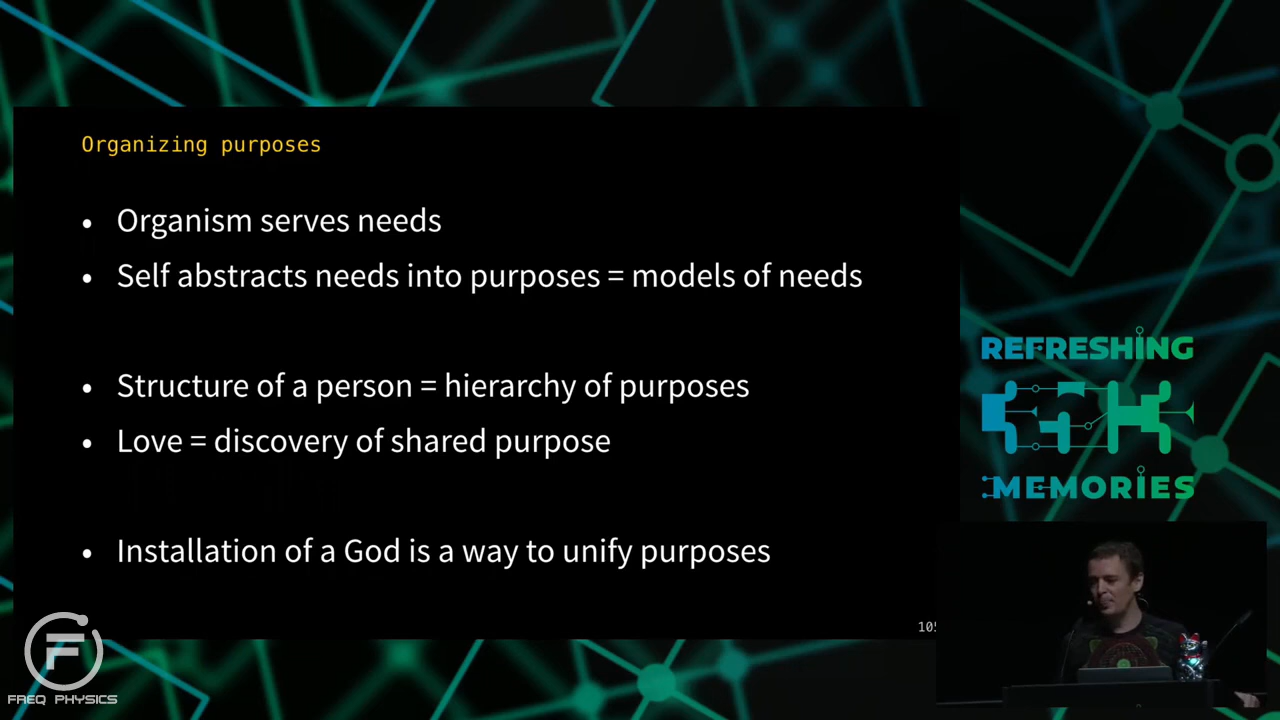 Organizing purposes
• Organism serves needs
• Self abstracts needs into purposes = models of needs
• Structure of a person = hierarchy of purposes
• Love = discovery of shared purpose
• Installation of a God is a way to unify purposes
105
REFRESHING
MEMORIES
FREQ PHYSICS